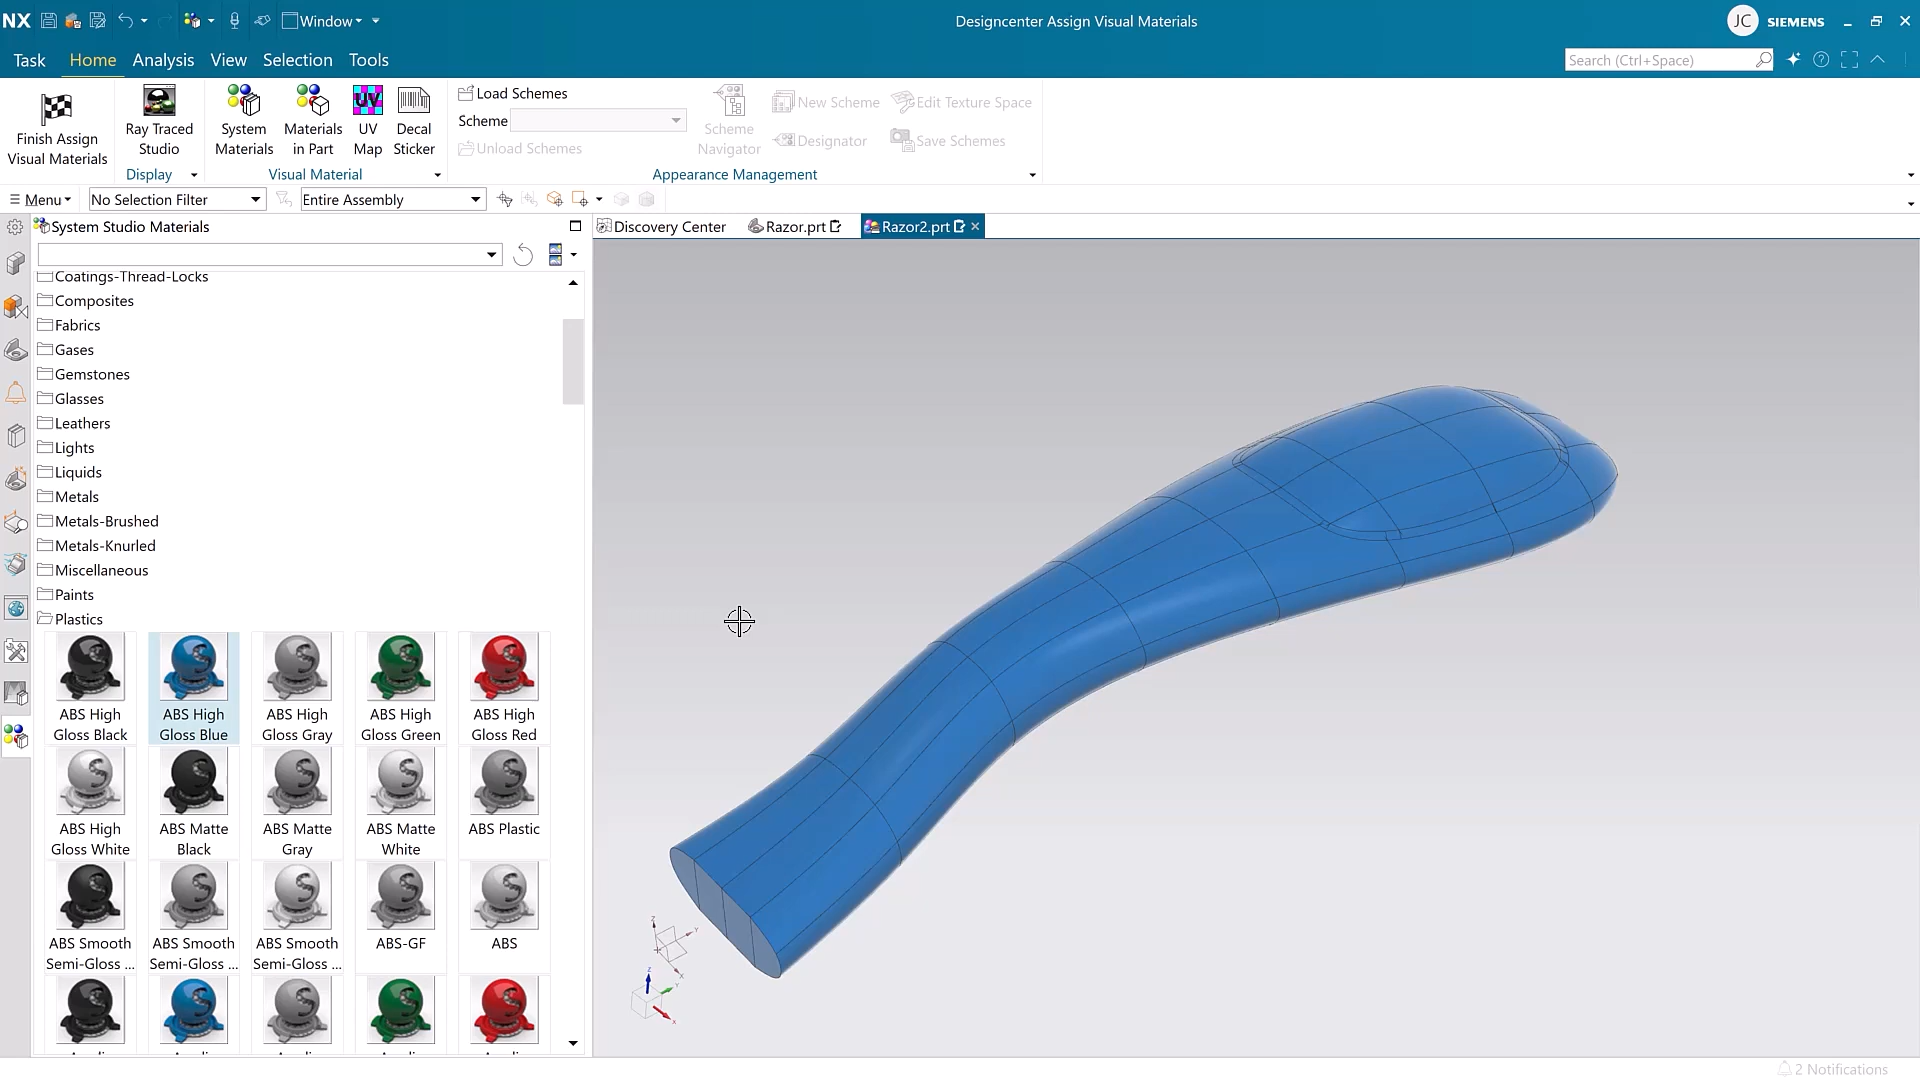 NX
Window
Designcenter Assign Visual Materials
JC
SIEMENS
Task
Home
Analysis
View
Selection
Tools
Search (Ctrl+Space)
Finish Assign
Visual Materials
Ray Traced
Studio
Display
System
Materials
Materials
in Part
UV
UV
Map
Decal
Sticker
Visual Material
Load Schemes
Scheme
Unload Schemes
Scheme
Navigator
New Scheme
Designator
Edit Texture Space
Save Schemes
Appearance Management
Menu
No Selection Filter
Entire Assembly
System Studio Materials
Discovery Center
Razor.prt
Razor2.prt
Coatings-Thread-Locks
Composites
Fabrics
Gases
Gemstones
Glasses
Leathers
Lights
Liquids
Metals
Metals-Brushed
Metals-Knurled
Miscellaneous
Paints
Plastics
ABS High
Gloss Black
ABS High
Gloss Blue
ABS High
Gloss Gray
ABS High
Gloss Green
ABS High
Gloss Red
ABS High
Gloss White
ABS Matte
Black
ABS Matte
Gray
ABS Matte
White
ABS Plastic
ABS Smooth
Semi-Gloss ...
ABS Smooth
Semi-Gloss ...
ABS Smooth
Semi-Gloss ...
ABS-GF
ABS
Z
Y
X
Z
Y
X
2 Notifications